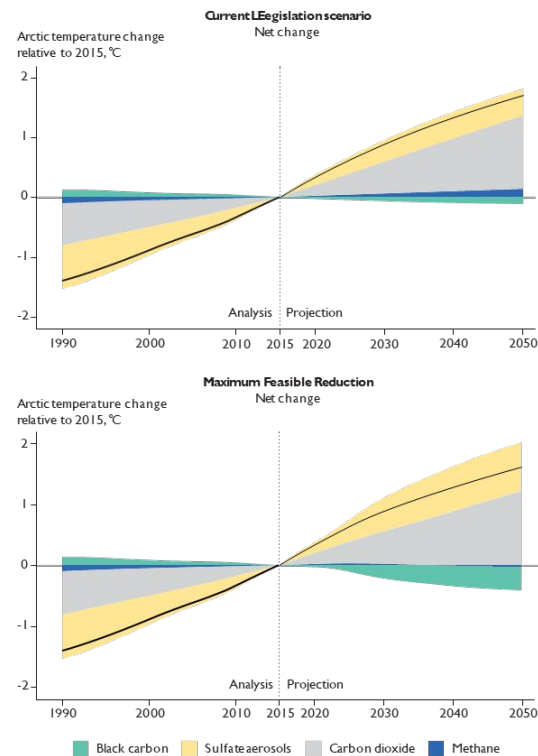 Current LEegislation scenario
Net change
Arctic temperature change
relative to 2015, °C
2
1
0
-1
-2
Analysis Projection
1990 2000 2010 2015 2020 2030 2040 2050
Maximum Feasible Reduction
Net change
Arctic temperature change
relative to 2015, °C
2
1
0
-1
-2
Analysis Projection
1990 2000 2010 2015 2020 2030 2040 2050
Black carbon Sulfate aerosols Carbon dioxide Methane